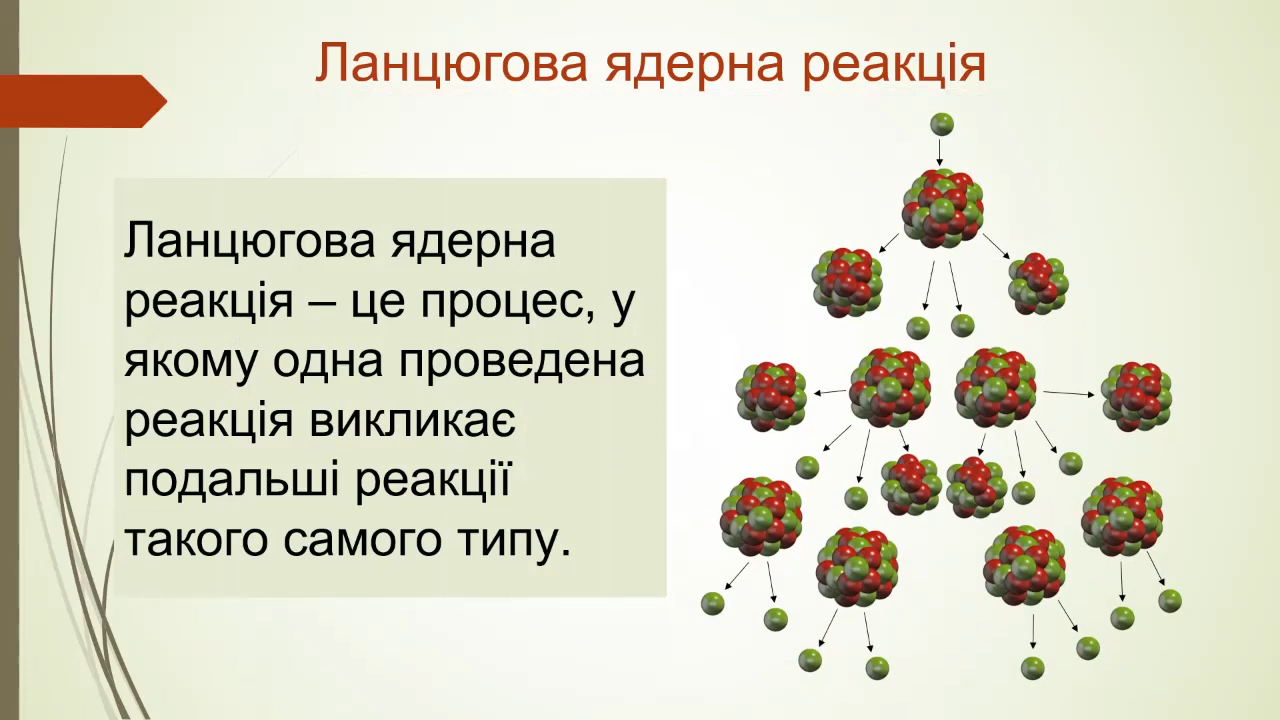 Ланцюгова ядерна реакція
Ланцюгова ядерна
реакція – це процес, у
якому одна проведена
реакція викликає
подальші реакції
такого самого типу.